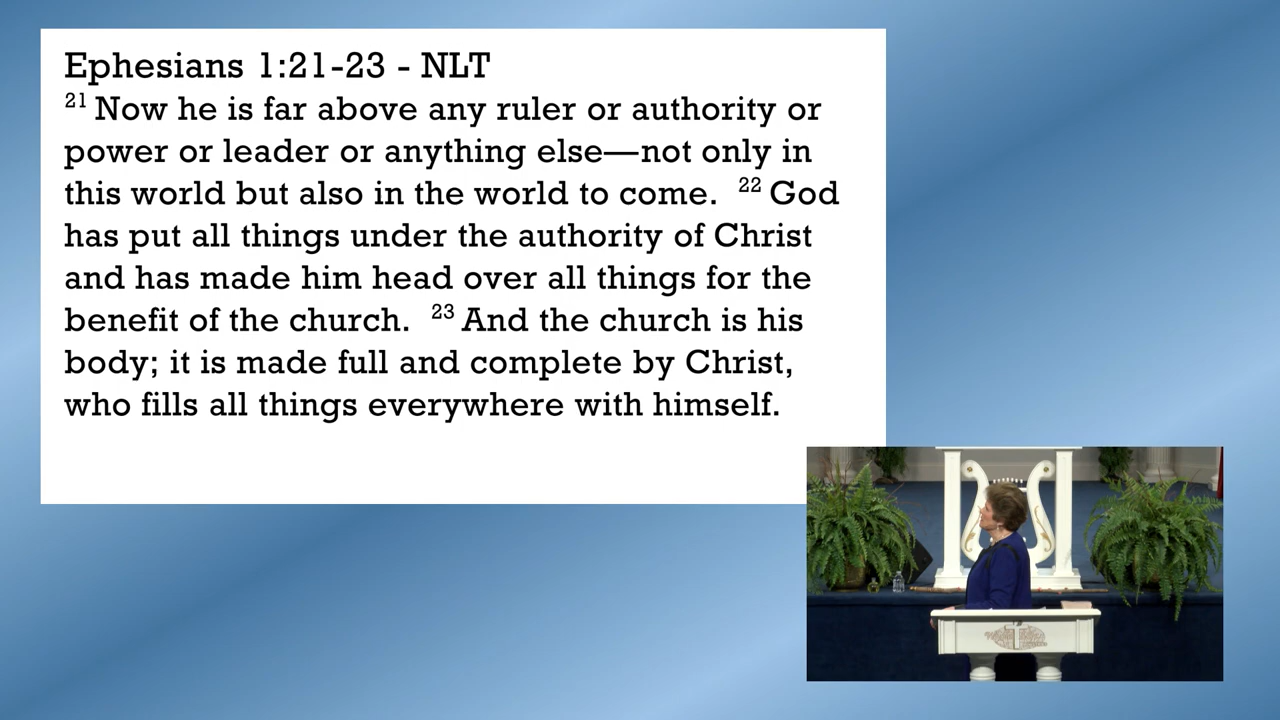 Ephesians 1:21-23 - NLT
21 Now he is far above any ruler or authority or
power or leader or anything else—not only in
this world but also in the world to come. 22 God
has put all things under the authority of Christ
and has made him head over all things for the
benefit of the church. 23 And the church is his
body; it is made full and complete by Christ,
who fills all things everywhere with himself.